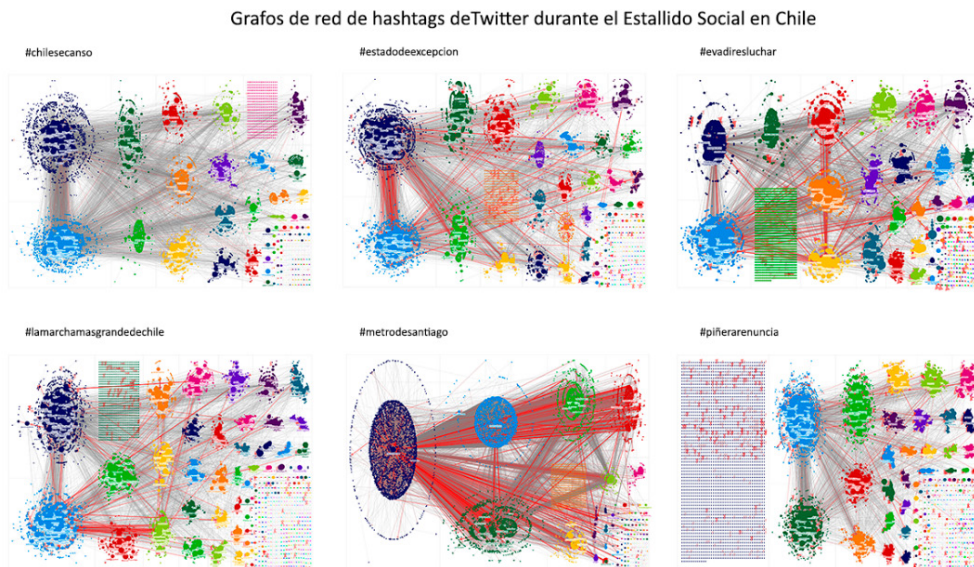 Grafos de red de hashtags deTwitter durante el Estallido Social en Chile
#chilesecanso
#estadodeexcepcion
#evadiresluchar
#lamarchamasgrandedechile
#metrodesantiago
#piñerarenuncia